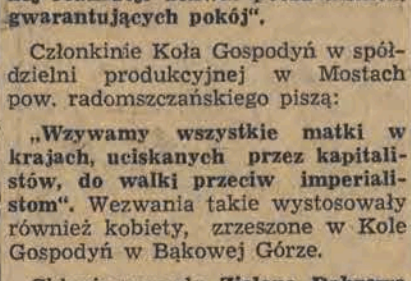 gwarantujących pokój".
Członkinie Koła Gospodyń w spół-
dzielni produkcyjnej w Mostach
pow. radomszczańskiego piszą:
„Wzywamy wszystkie matki w
krajach, uciskanych przez kapitali-
stów, do walki przeciw imperiali-
stom". Wezwania takie wystosowały
również kobiety, zrzeszone w Kole
Gospodyń w Bąkowej Górze.